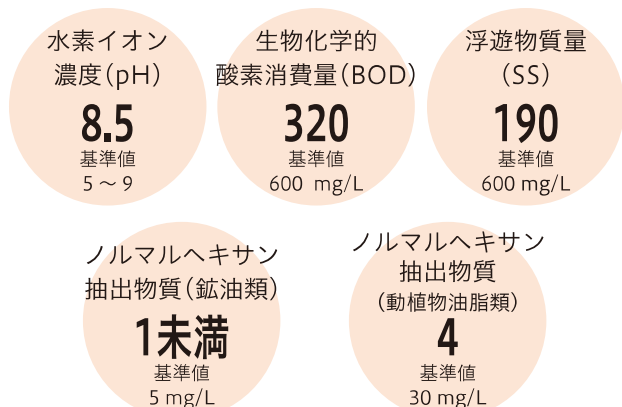 水素イオン
濃度(pH)
8.5
基準値
5～9
生物化学的
酸素消費量(BOD)
320
基準値
600 mg/L
浮遊物質量
(SS)
190
基準値
600 mg/L
ノルマルヘキサン
抽出物質(鉱油類)
1未満
基準値
5 mg/L
ノルマルヘキサン
抽出物質
(動植物油脂類)
4
基準値
30 mg/L